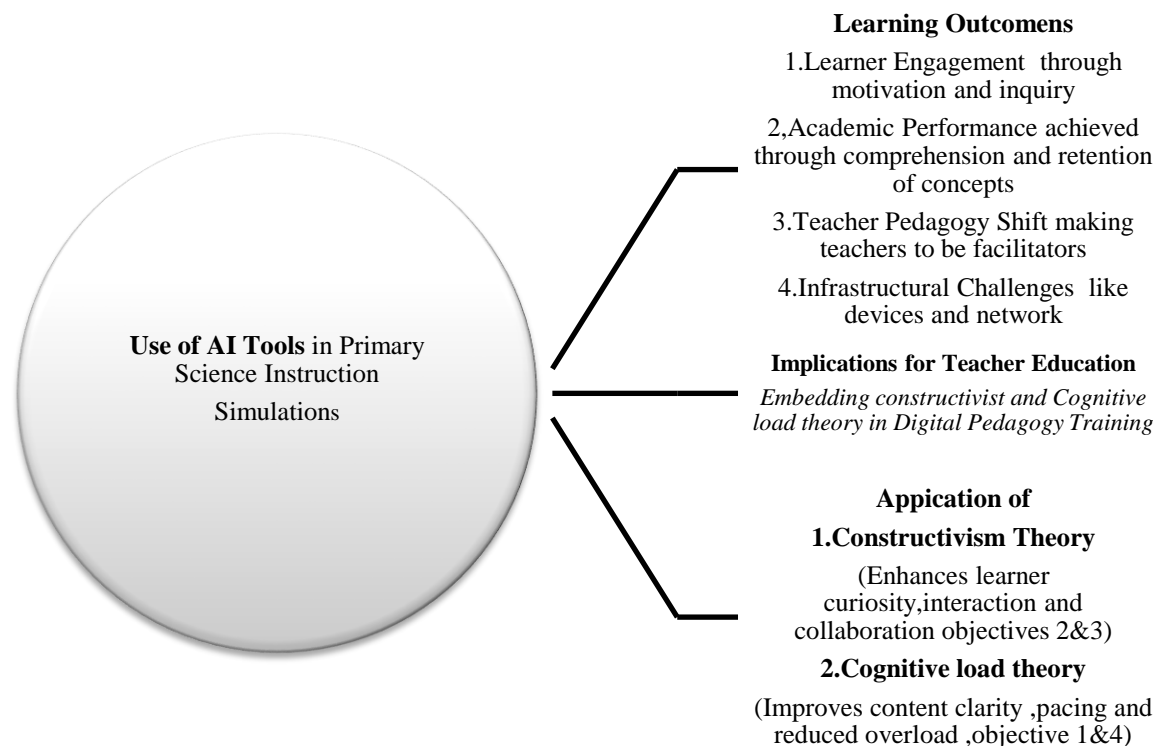 Learning Outcomens
1.Learner Engagement through
motivation and inquiry
2,Academic Performance achieved
through comprehension and retention
of concepts
3.Teacher Pedagogy Shift making
teachers to be facilitators
4.Infrastructural Challenges like
devices and network
Use of AI Tools in Primary
Science Instruction
Simulations
Implications for Teacher Education
Embedding constructivist and Cognitive
load theory in Digital Pedagogy Training
Appication of
1.Constructivism Theory
(Enhances learner
curiosity,interaction and
collaboration objectives 2&3)
2.Cognitive load theory
(Improves content clarity ,pacing and
reduced overload ,objective 1&4)